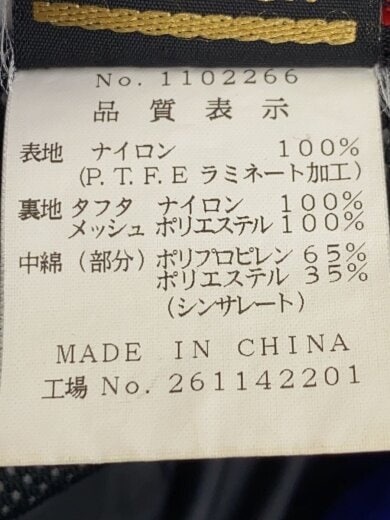 No. 1102266
品質表示
表地 ナイロン 100%
(P.T.F.E ラミネート加工)
裏地 タフタ ナイロン 100%
メッシュ ポリエステル 100%
中綿 (部分) ポリプロピレン 65%
ポリエステル 35%
(シンサレート)
MADE IN CHINA
工場 No. 261142201